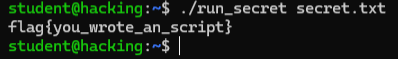 student@hacking:~$ ./run_secret secret.txt
flag{you_wrote_an_script}
student@hacking:~$